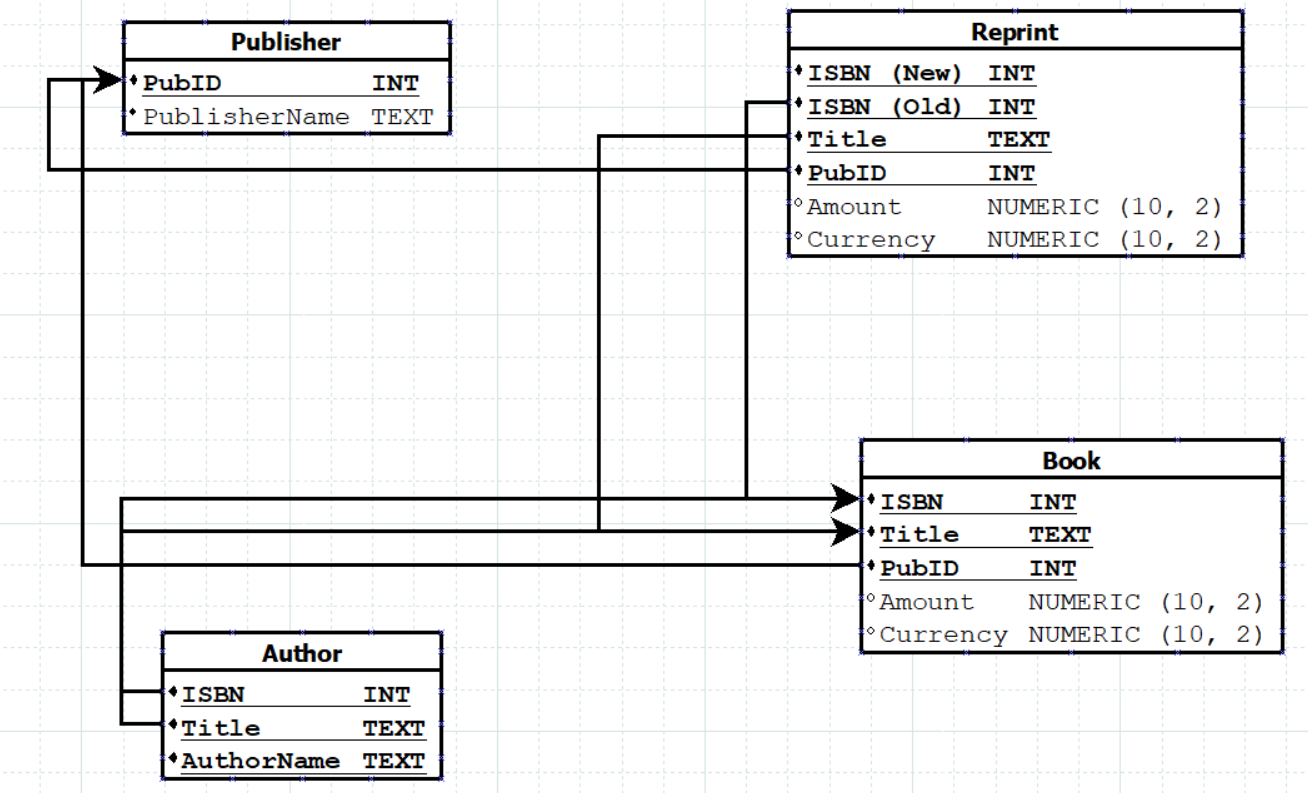 Publisher
PubID INT
PublisherName TEXT
Reprint
ISBN (New) INT
ISBN (Old) INT
Title TEXT
PubID INT
Amount NUMERIC (10, 2)
Currency NUMERIC (10, 2)
Book
ISBN INT
Title TEXT
PubID INT
Amount NUMERIC (10, 2)
Currency NUMERIC (10, 2)
Author
ISBN INT
Title TEXT
AuthorName TEXT